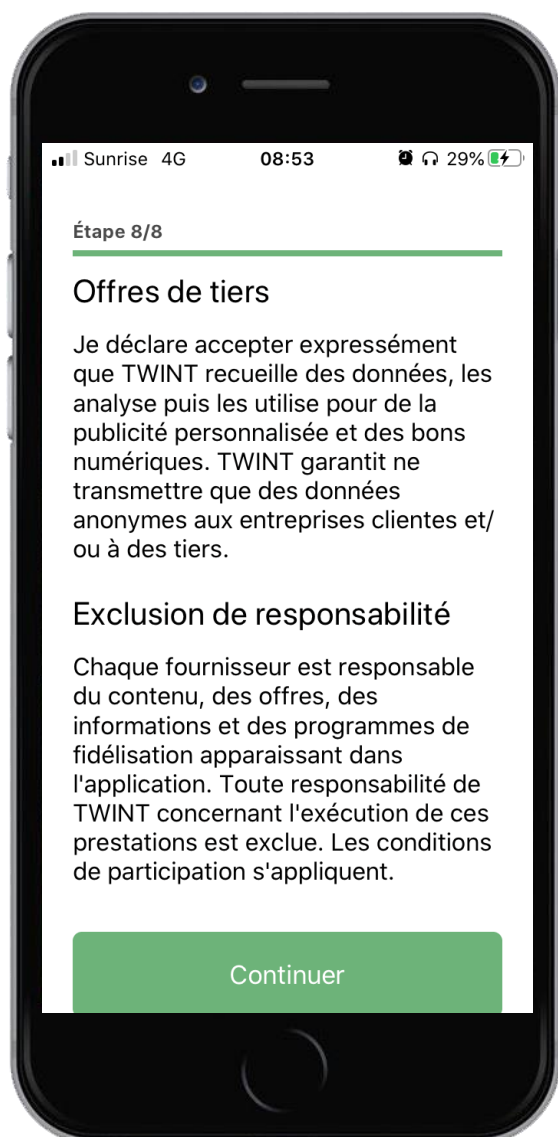 Sunrise 4G 08:53 29%
Étape 8/8
Offres de tiers
Je déclare accepter expressément
que TWINT recueille des données, les
analyse puis les utilise pour de la
publicité personnalisée et des bons
numériques. TWINT garantit ne
transmettre que des données
anonymes aux entreprises clientes et/
ou à des tiers.
Exclusion de responsabilité
Chaque fournisseur est responsable
du contenu, des offres, des
informations et des programmes de
fidélisation apparaissant dans
l'application. Toute responsabilité de
TWINT concernant l'exécution de ces
prestations est exclue. Les conditions
de participation s'appliquent.
Continuer